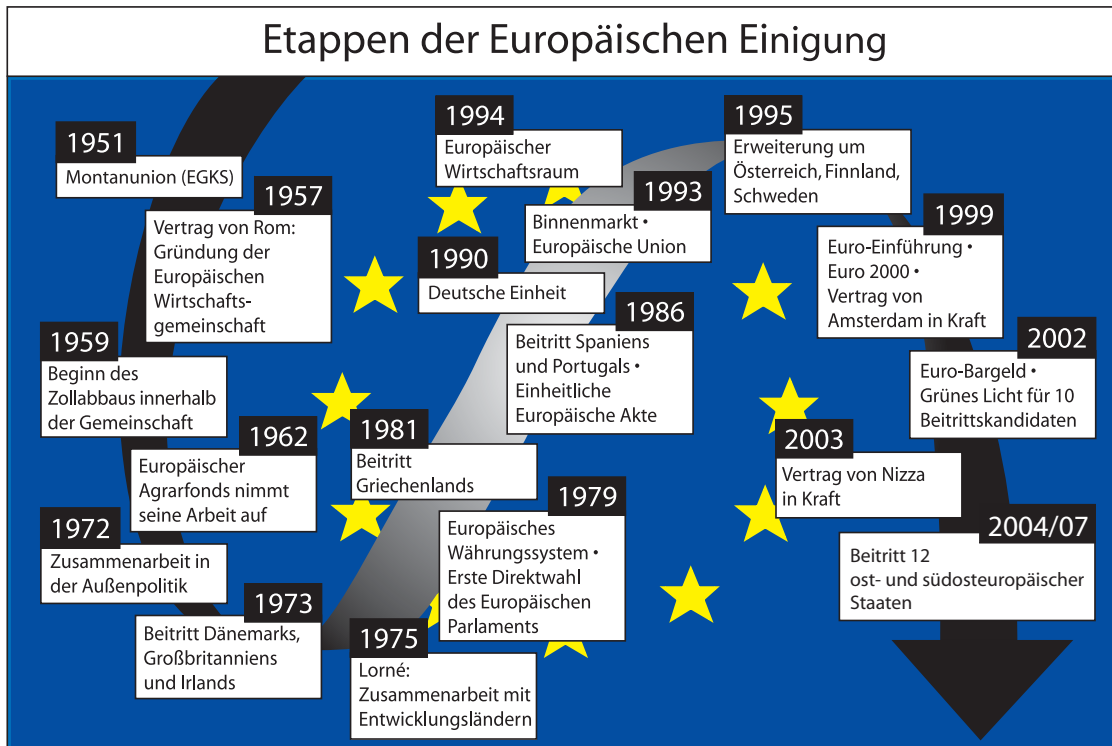 Etappen der Europäischen Einigung
1951
Montanunion (EGKS)
1957
Vertrag von Rom:
Gründung der
Europäischen
Wirtschafts-
gemeinschaft
1959
Beginn des
Zollabbaus innerhalb
der Gemeinschaft
1962
Europäischer
Agrarfonds nimmt
seine Arbeit auf
1972
Zusammenarbeit in
der Außenpolitik
1973
Beitritt Dänemarks,
Großbritanniens
und Irlands
1975
Lorné:
Zusammenarbeit mit
Entwicklungsländern
1979
Europäisches
Währungssystem •
Erste Direktwahl
des Europäischen
Parlaments
1981
Beitritt
Griechenlands
1986
Beitritt Spaniens
und Portugals •
Einheitliche
Europäische Akte
1990
Deutsche Einheit
1993
Binnenmarkt •
Europäische Union
1994
Europäischer
Wirtschaftsraum
1995
Erweiterung um
Österreich, Finnland,
Schweden
1999
Euro-Einführung •
Euro 2000 •
Vertrag von
Amsterdam in Kraft
2002
Euro-Bargeld •
Grünes Licht für 10
Beitrittskandidaten
2003
Vertrag von Nizza
in Kraft
2004/07
Beitritt 12
ost- und südosteuropäischer
Staaten